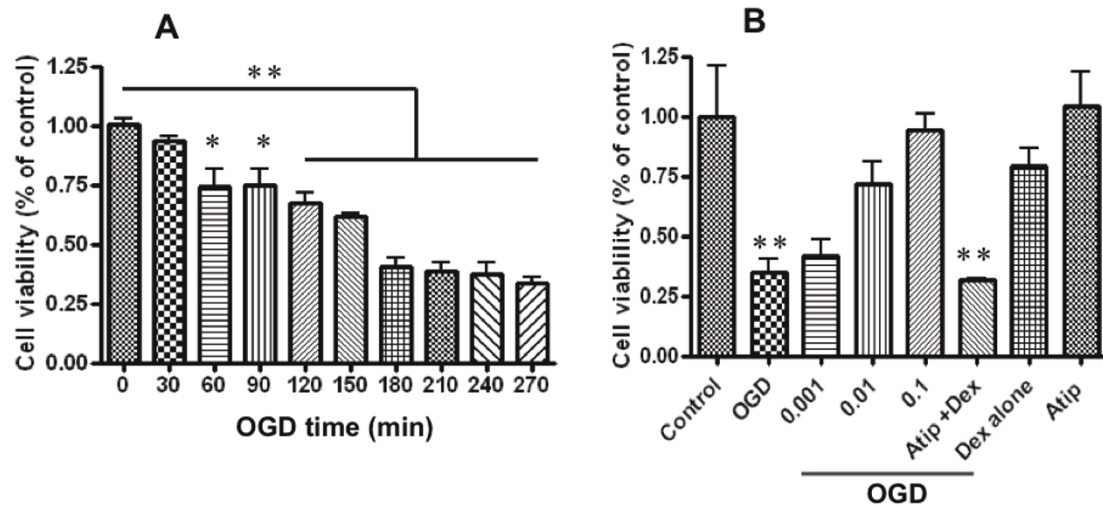 A
Cell viability (% of control)
1.25
1.00
0.75
0.50
0.25
0.00
**
*
*
0 30 60 90 120 150 180 210 240 270
OGD time (min)
B
Cell viablility (% of control)
1.25
1.00
0.75
0.50
0.25
0.00
**
**
Control
OGD
0.001
0.01
0.1
Atip +Dex
Dex alone
Atip
OGD